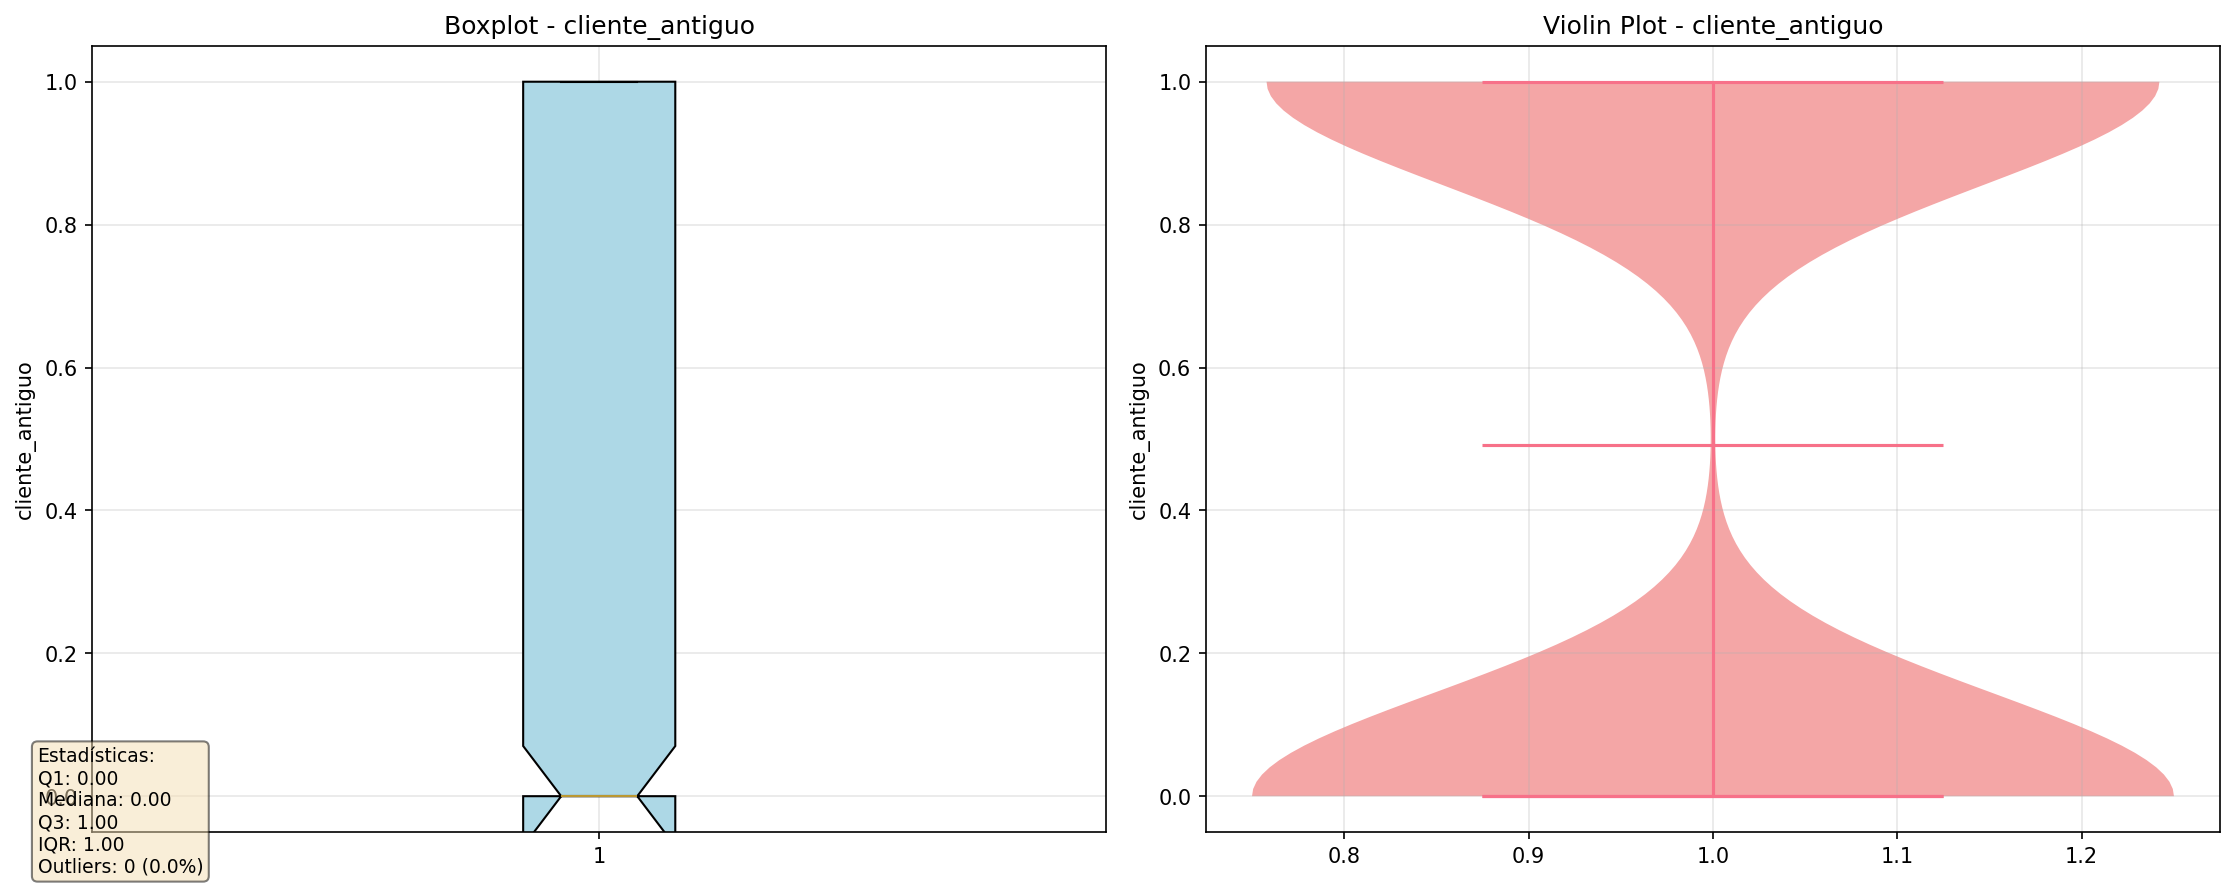 Boxplot - cliente_antiguo
cliente_antiguo
1.0
0.8
0.6
0.4
0.2
0.0
1
Estadísticas:
Q1: 0.00
Mediana: 0.00
Q3: 1.00
IQR: 1.00
Outliers: 0 (0.0%)
Violin Plot - cliente_antiguo
cliente_antiguo
1.0
0.8
0.6
0.4
0.2
0.0
0.8 0.9 1.0 1.1 1.2